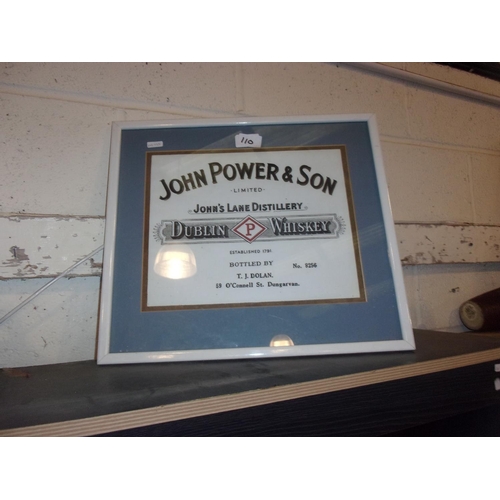 110
JOHN POWER & SON
· LIMITED ·
JOHN'S LANE DISTILLERY
DUBLIN P WHISKEY
ESTABLISHED 1791
BOTTLED BY No. 9256
T. J. DOLAN.
18 O'Connell St. Dungarvan.